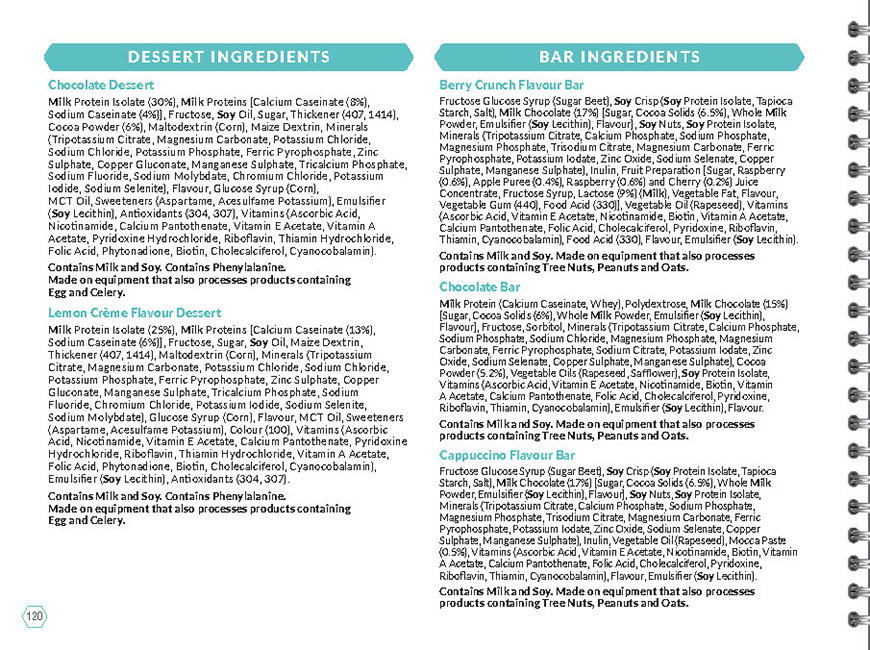 DESSERT INGREDIENTS
Chocolate Dessert
Milk Protein Isolate (30%), Milk Proteins [Calcium Caseinate (8%),
Sodium Caseinate (4%)], Fructose, Soy Oil, Sugar, Thickener (407, 1414),
Cocoa Powder (6%), Maltodextrin (Corn), Maize Dextrin, Minerals
(Tripotassium Citrate, Magnesium Carbonate, Potassium Chloride,
Sodium Chloride, Potassium Phosphate, Ferric Pyrophosphate, Zinc
Sulphate, Copper Gluconate, Manganese Sulphate, Tricalcium Phosphate,
Sodium Fluoride, Sodium Molybdate, Chromium Chloride, Potassium
Iodide, Sodium Selenite), Flavour, Glucose Syrup (Corn),
MCT Oil, Sweeteners (Aspartame, Acesulfame Potassium), Emulsifier
(Soy Lecithin), Antioxidants (304, 307), Vitamins (Ascorbic Acid,
Nicotinamide, Calcium Pantothenate, Vitamin E Acetate, Vitamin A
Acetate, Pyridoxine Hydrochloride, Riboflavin, Thiamin Hydrochloride,
Folic Acid, Phytonadione, Biotin, Cholecalciferol, Cyanocobalamin).
Contains Milk and Soy. Contains Phenylalanine.
Made on equipment that also processes products containing
Egg and Celery.
Lemon Crème Flavour Dessert
Milk Protein Isolate (25%), Milk Proteins [Calcium Caseinate (13%),
Sodium Caseinate (6%)], Fructose, Sugar, Soy Oil, Maize Dextrin,
Thickener (407, 1414), Maltodextrin (Corn), Minerals (Tripotassium
Citrate, Magnesium Carbonate, Potassium Chloride, Sodium Chloride,
Potassium Phosphate, Ferric Pyrophosphate, Zinc Sulphate, Copper
Gluconate, Manganese Sulphate, Tricalcium Phosphate, Sodium
Fluoride, Chromium Chloride, Potassium Iodide, Sodium Selenite,
Sodium Molybdate), Glucose Syrup (Corn), Flavour, MCT Oil, Sweeteners
(Aspartame, Acesulfame Potassium), Colour (100), Vitamins (Ascorbic
Acid, Nicotinamide, Vitamin E Acetate, Calcium Pantothenate, Pyridoxine
Hydrochloride, Riboflavin, Thiamin Hydrochloride, Vitamin A Acetate,
Folic Acid, Phytonadione, Biotin, Cholecalciferol, Cyanocobalamin),
Emulsifier (Soy Lecithin), Antioxidants (304, 307).
Contains Milk and Soy. Contains Phenylalanine.
Made on equipment that also processes products containing
Egg and Celery.
120
BAR INGREDIENTS
Berry Crunch Flavour Bar
Fructose Glucose Syrup (Sugar Beet), Soy Crisp (Soy Protein Isolate, Tapioca
Starch, Salt), Milk Chocolate (17%) [Sugar, Cocoa Solids (6.5%), Whole Milk
Powder, Emulsifier (Soy Lecithin), Flavour], Soy Nuts, Soy Protein Isolate,
Minerals (Tripotassium Citrate, Calcium Phosphate, Sodium Phosphate,
Magnesium Phosphate, Trisodium Citrate, Magnesium Carbonate, Ferric
Pyrophosphate, Potassium Iodate, Zinc Oxide, Sodium Selenate, Copper
Sulphate, Manganese Sulphate), Inulin, Fruit Preparation [Sugar, Raspberry
(0.6%), Apple Puree (0.4%), Raspberry (0.6%) and Cherry (0.2%) Juice
Concentrate, Fructose Syrup, Lactose (9%) (Milk), Vegetable Fat, Flavour,
Vegetable Gum (440), Food Acid (330)], Vegetable Oil (Rapeseed), Vitamins
(Ascorbic Acid, Vitamin E Acetate, Nicotinamide, Biotin, Vitamin A Acetate,
Calcium Pantothenate, Folic Acid, Cholecalciferol, Pyridoxine, Riboflavin,
Thiamin, Cyanocobalamin), Food Acid (330), Flavour, Emulsifier (Soy Lecithin).
Contains Milk and Soy. Made on equipment that also processes
products containing Tree Nuts, Peanuts and Oats.
Chocolate Bar
Milk Protein (Calcium Caseinate, Whey), Polydextrose, Milk Chocolate (15%)
[Sugar, Cocoa Solids (6%), Whole Milk Powder, Emulsifier (Soy Lecithin),
Flavour], Fructose, Sorbitol, Minerals (Tripotassium Citrate, Calcium Phosphate,
Sodium Phosphate, Sodium Chloride, Magnesium Phosphate, Magnesium
Carbonate, Ferric Pyrophosphate, Sodium Citrate, Potassium Iodate, Zinc
Oxide, Sodium Selenate, Copper Sulphate, Manganese Sulphate), Cocoa
Powder (5.2%), Vegetable Oils (Rapeseed, Safflower), Soy Protein Isolate,
Vitamins (Ascorbic Acid, Vitamin E Acetate, Nicotinamide, Biotin, Vitamin
A Acetate, Calcium Pantothenate, Folic Acid, Cholecalciferol, Pyridoxine,
Riboflavin, Thiamin, Cyanocobalamin), Emulsifier (Soy Lecithin), Flavour.
Contains Milk and Soy. Made on equipment that also processes
products containing Tree Nuts, Peanuts and Oats.
Cappuccino Flavour Bar
Fructose Glucose Syrup (Sugar Beet), Soy Crisp (Soy Protein Isolate, Tapioca
Starch, Salt), Milk Chocolate (17%) [Sugar, Cocoa Solids (6.5%), Whole Milk
Powder, Emulsifier (Soy Lecithin), Flavour], Soy Nuts, Soy Protein Isolate,
Minerals (Tripotassium Citrate, Calcium Phosphate, Sodium Phosphate,
Magnesium Phosphate, Trisodium Citrate, Magnesium Carbonate, Ferric
Pyrophosphate, Potassium Iodate, Zinc Oxide, Sodium Selenate, Copper
Sulphate, Manganese Sulphate), Inulin, Vegetable Oil (Rapeseed), Mocca Paste
(0.5%), Vitamins (Ascorbic Acid, Vitamin E Acetate, Nicotinamide, Biotin, Vitamin
A Acetate, Calcium Pantothenate, Folic Acid, Cholecalciferol, Pyridoxine,
Riboflavin, Thiamin, Cyanocobalamin), Flavour, Emulsifier (Soy Lecithin).
Contains Milk and Soy. Made on equipment that also processes
products containing Tree Nuts, Peanuts and Oats.